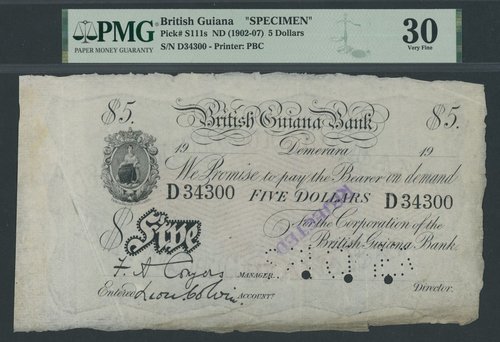 PMG
PAPER MONEY GUARANTY
British Guiana "SPECIMEN"
Pick# S111s ND (1902-07) 5 Dollars
S/N D34300 - Printer: PBC
30
Very Fine
$5. British Guiana Bank $5.
19 Demerara 19
We Promise to pay the Bearer on demand
D 34300 FIVE DOLLARS D 34300
For the Corporation of the
British Guiana Bank.
$ Five
MANAGER.
Entered ACCOUNT? Director.